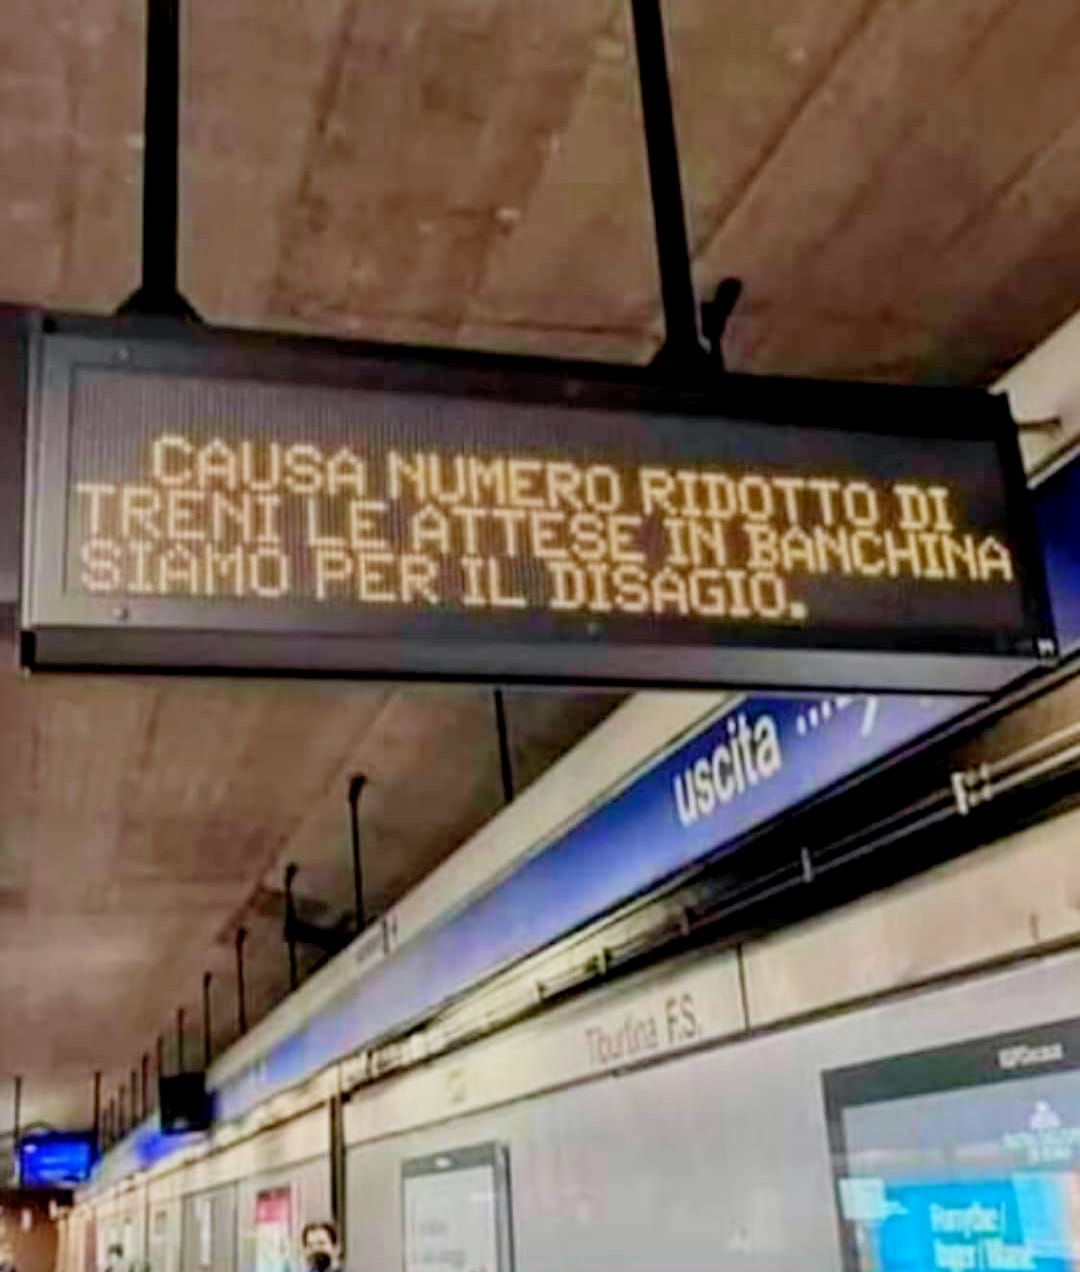 CAUSA NUMERO RIDOTTO DI
TRENI LE ATTESE IN BANCHINA
SIAMO PER IL DISAGIO.
uscita
Tiburtina F.S.